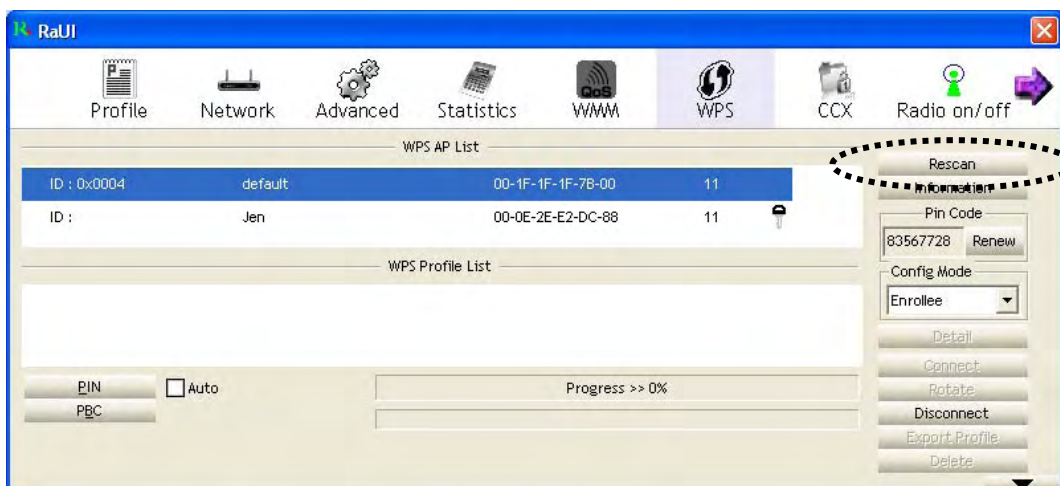 RaUI
Profile Network Advanced Statistics QoS WMM WPS CCX Radio on/off
WPS AP List
ID : 0x0004 default 00-1F-1F-1F-7B-00 11
ID : Jen 00-0E-2E-E2-DC-88 11
WPS Profile List
Rescan
Information
Pin Code
83567728 Renew
Config Mode
Enrollee
Detail
Connect
Rotate
Disconnect
Export Profile
Delete
PIN Auto Progress >> 0%
PBC